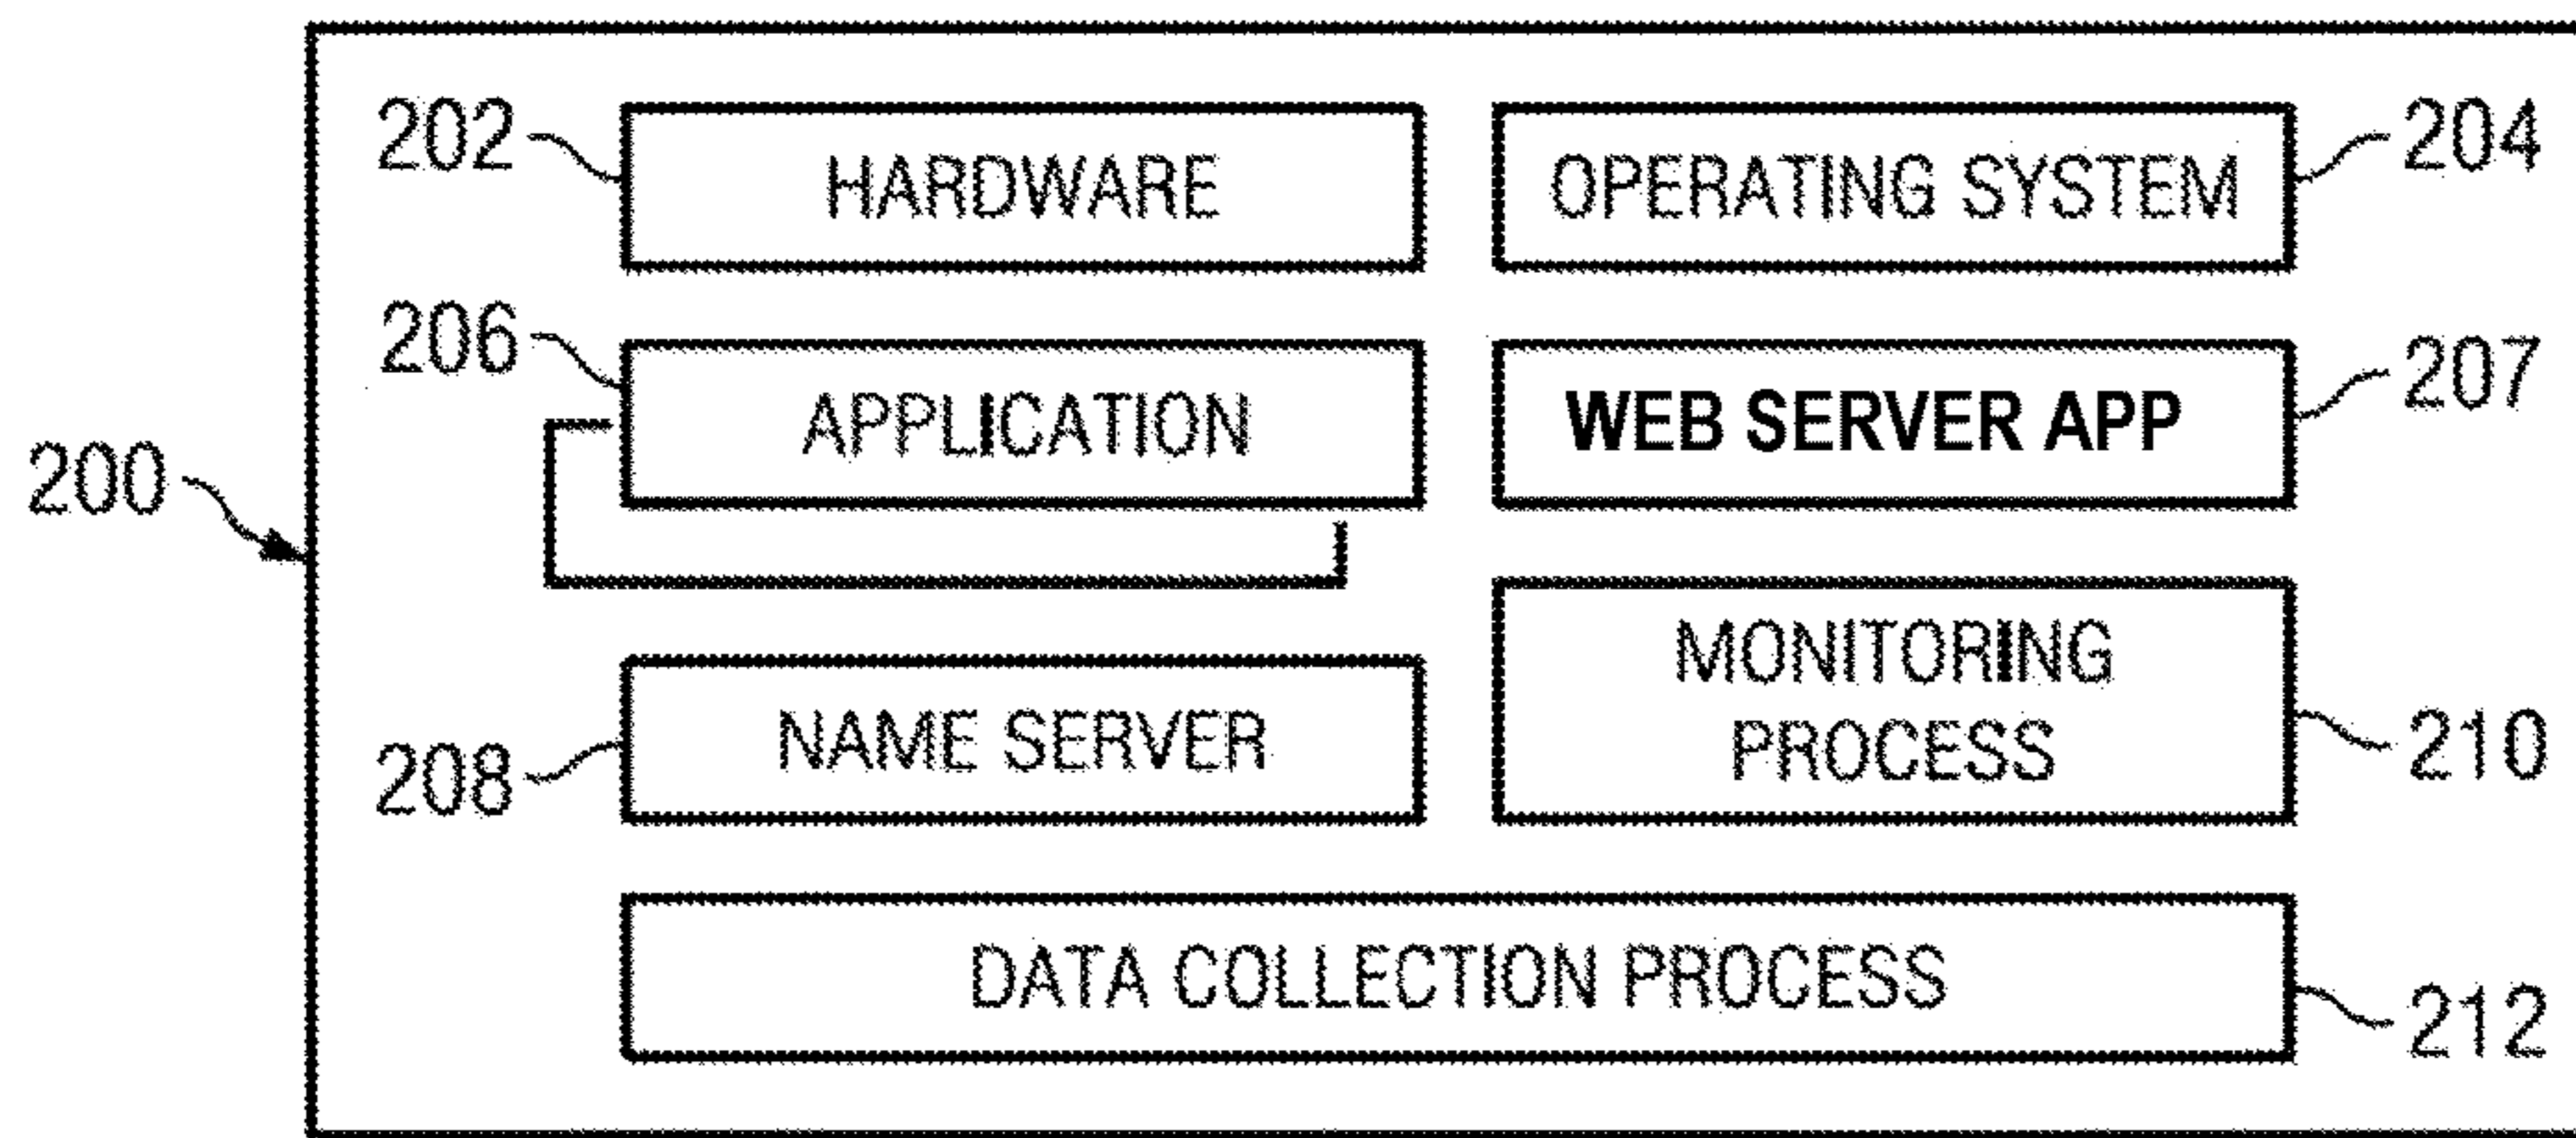 202
HARDWARE
OPERATING SYSTEM
204
206
APPLICATION
WEB SERVER APP
207
200
208
NAME SERVER
MONITORING
PROCESS
210
DATA COLLECTION PROCESS
212